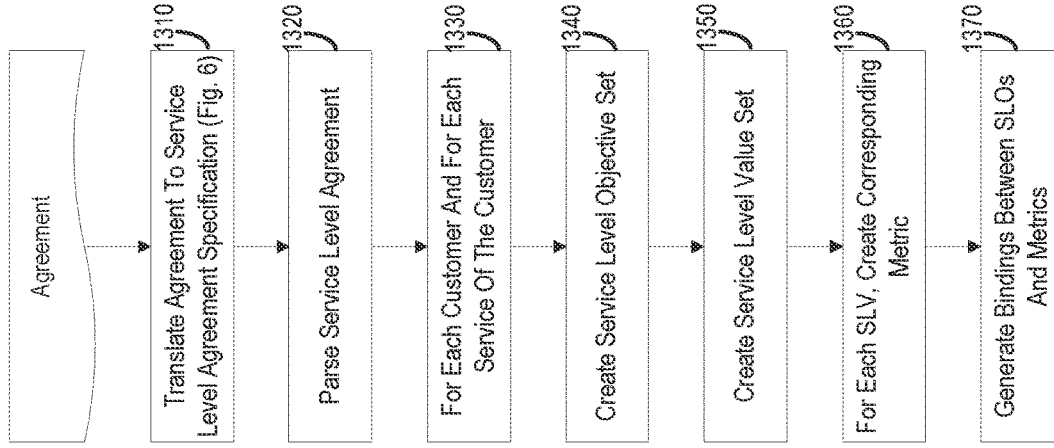 Agreement
1310
Translate Agreement To Service
Level Agreement Specification (Fig. 6)
1320
Parse Service Level Agreement
1330
For Each Customer And For Each
Service Of The Customer
1340
Create Service Level Objective Set
1350
Create Service Level Value Set
1360
For Each SLV, Create Corresponding
Metric
1370
Generate Bindings Between SLOs
And Metrics